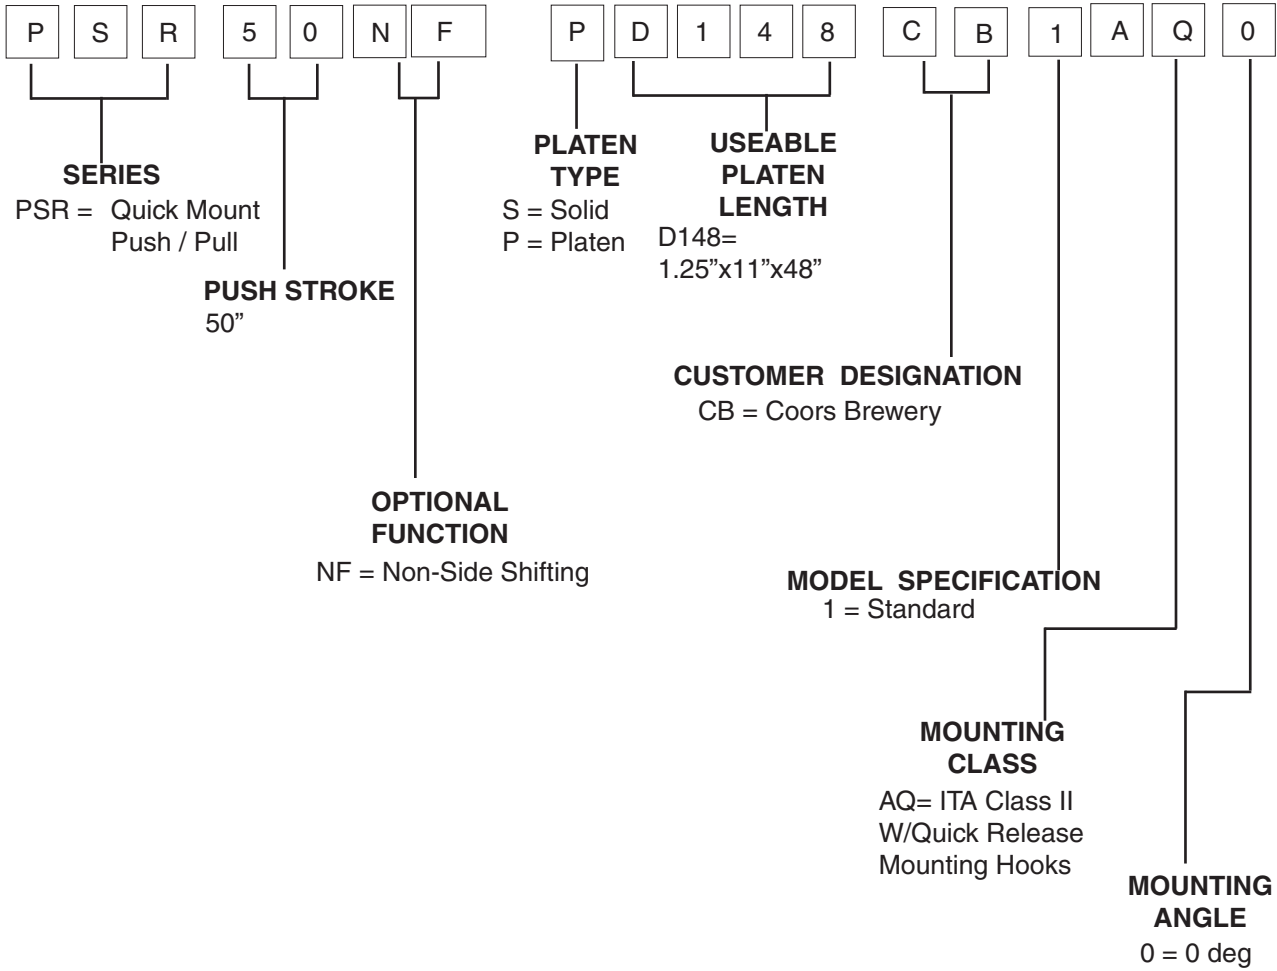 P S R 5 0 N F P D 1 4 8 C B 1 A Q 0
SERIES
PSR = Quick Mount
Push / Pull
PUSH STROKE
50”
OPTIONAL
FUNCTION
NF = Non-Side Shifting
PLATEN
TYPE
S = Solid
P = Platen
USEABLE
PLATEN
LENGTH
D148=
1.25”x11”x48”
CUSTOMER DESIGNATION
CB = Coors Brewery
MODEL SPECIFICATION
1 = Standard
MOUNTING
CLASS
AQ= ITA Class II
W/Quick Release
Mounting Hooks
MOUNTING
ANGLE
0 = 0 deg